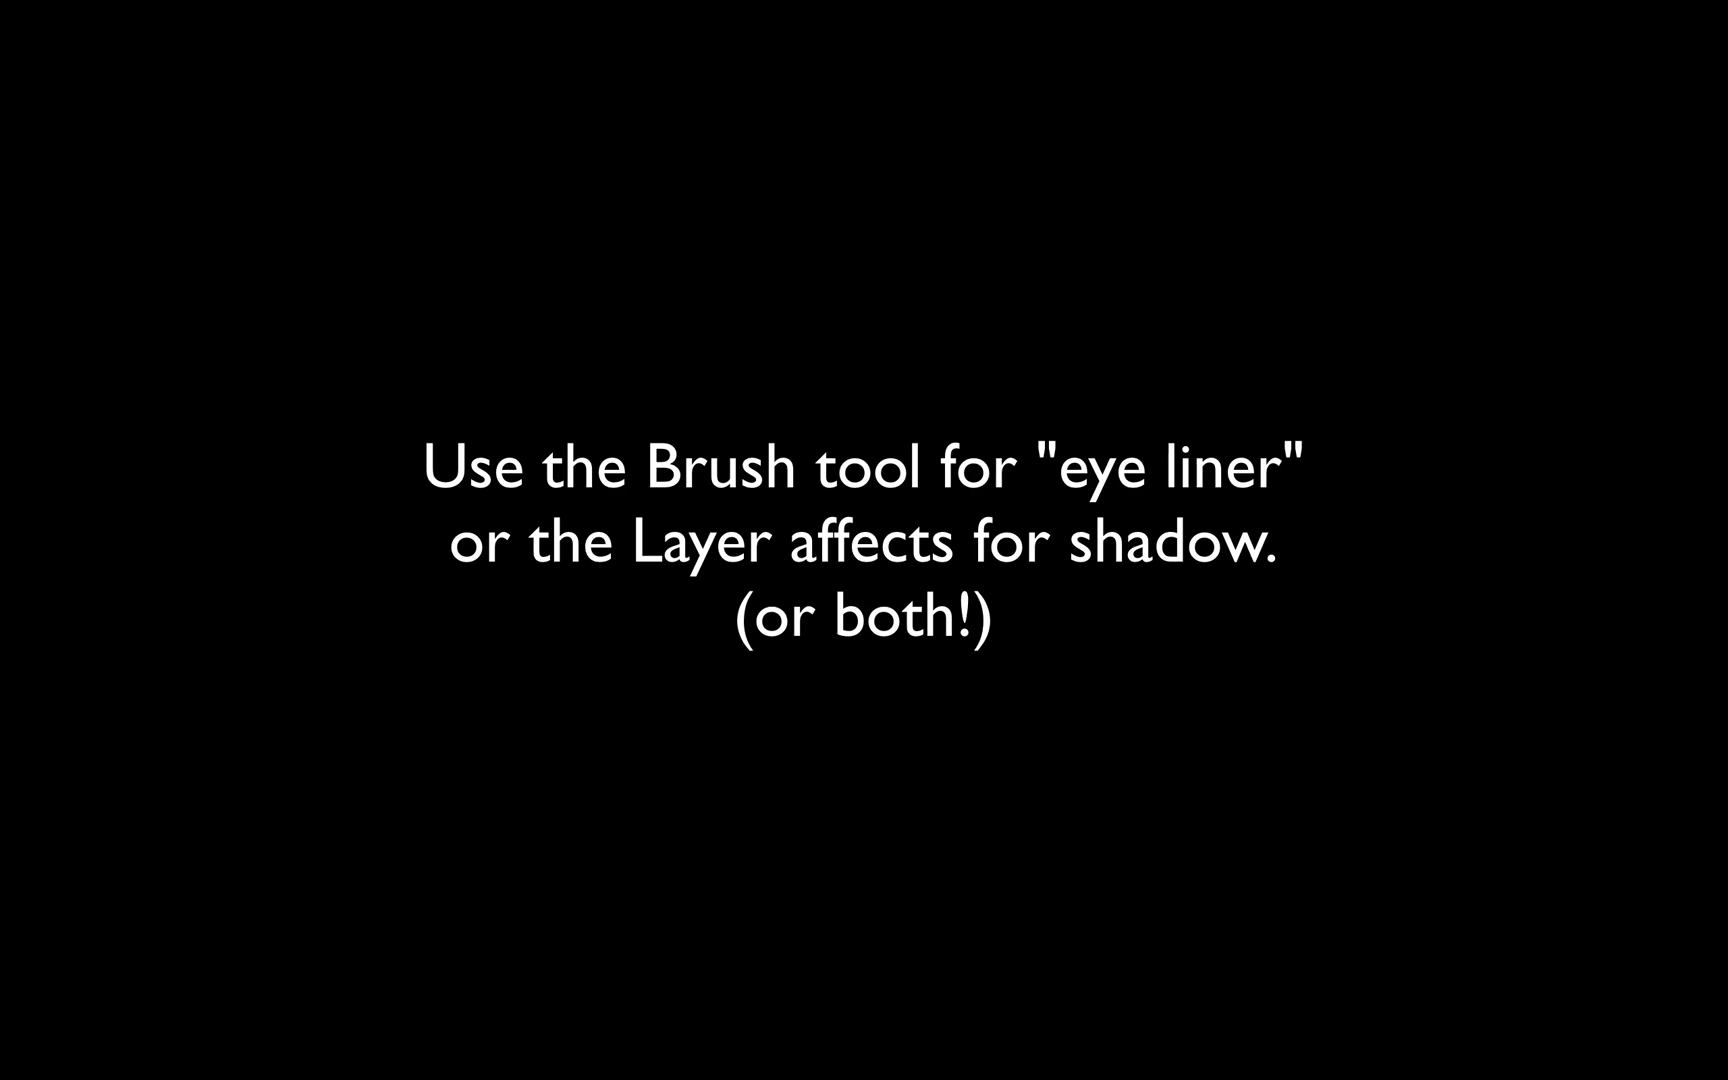 Use the Brush tool for "eye liner"
or the Layer affects for shadow.
(or both!)